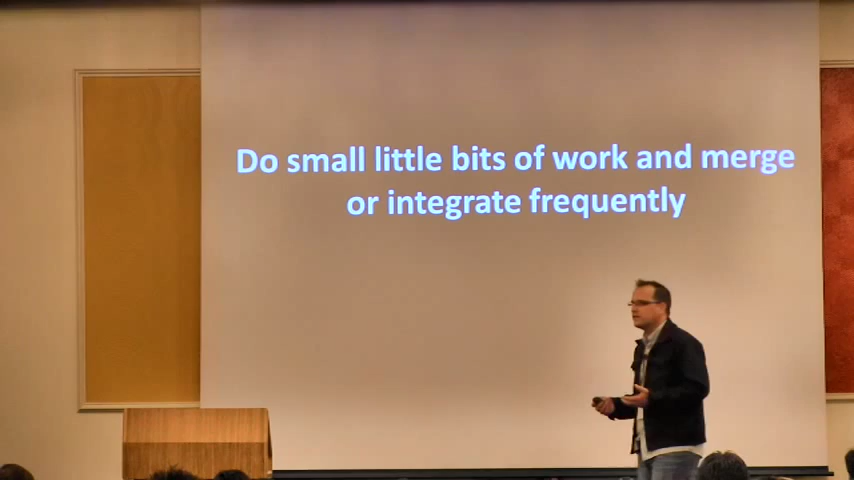 Do small little bits of work and merge
or integrate frequently